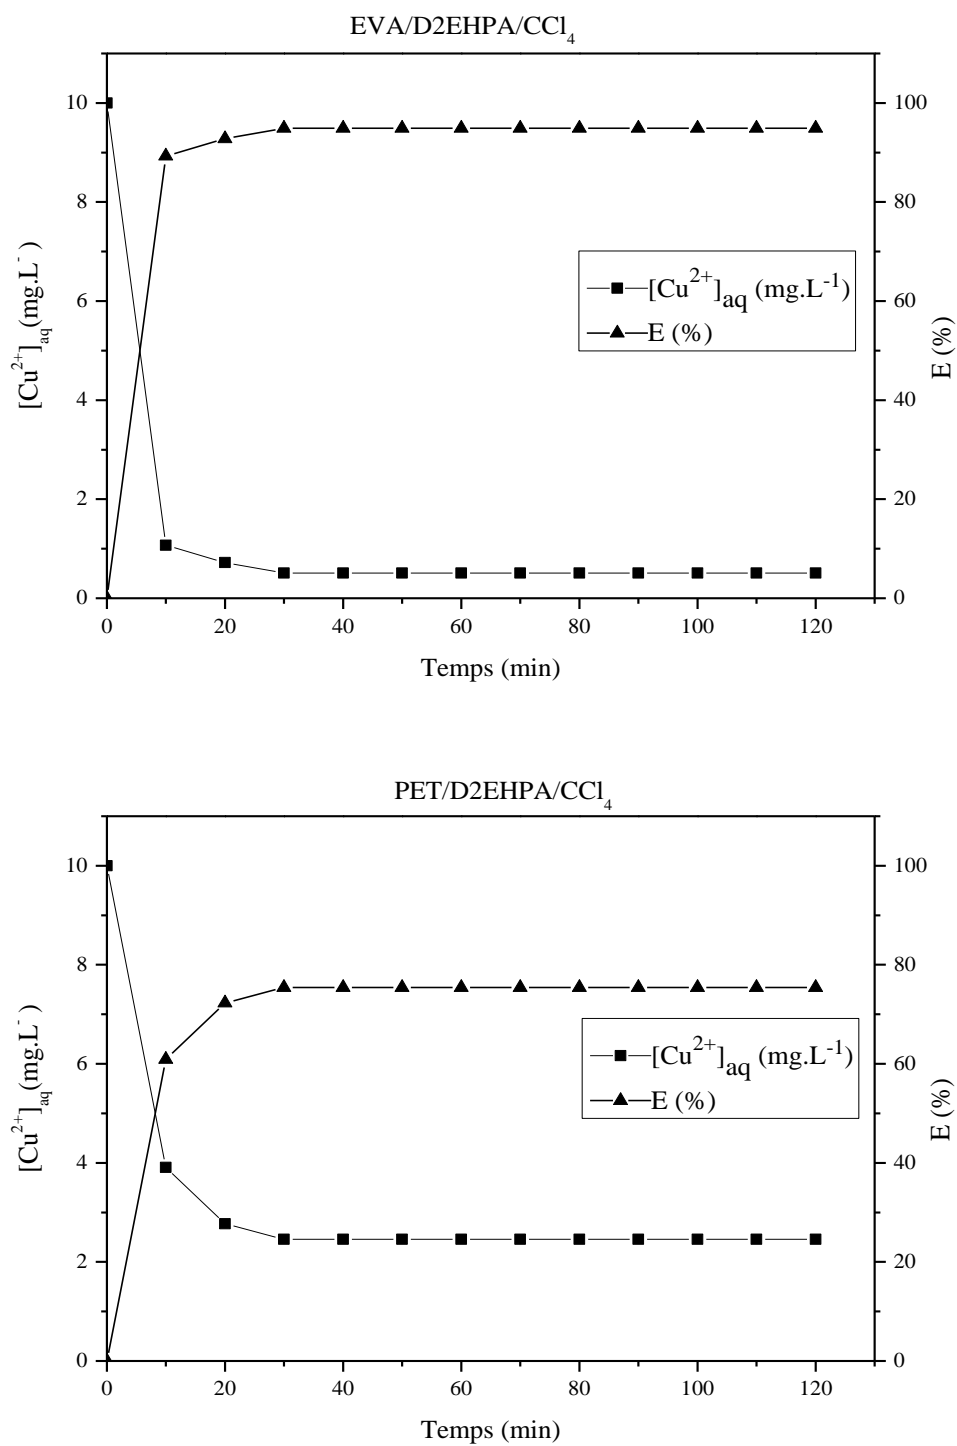 EVA/D2EHPA/CCl4
10
8
6
4
2
0
100
80
60
40
20
0
[Cu2+]aq(mg.L-)
E (%)
[Cu2+]aq (mg.L-1)
E (%)
0 20 40 60 80 100 120
Temps (min)
PET/D2EHPA/CCl4
10
8
6
4
2
0
100
80
60
40
20
0
[Cu2+]aq(mg.L-)
E (%)
[Cu2+]aq (mg.L-1)
E (%)
0 20 40 60 80 100 120
Temps (min)